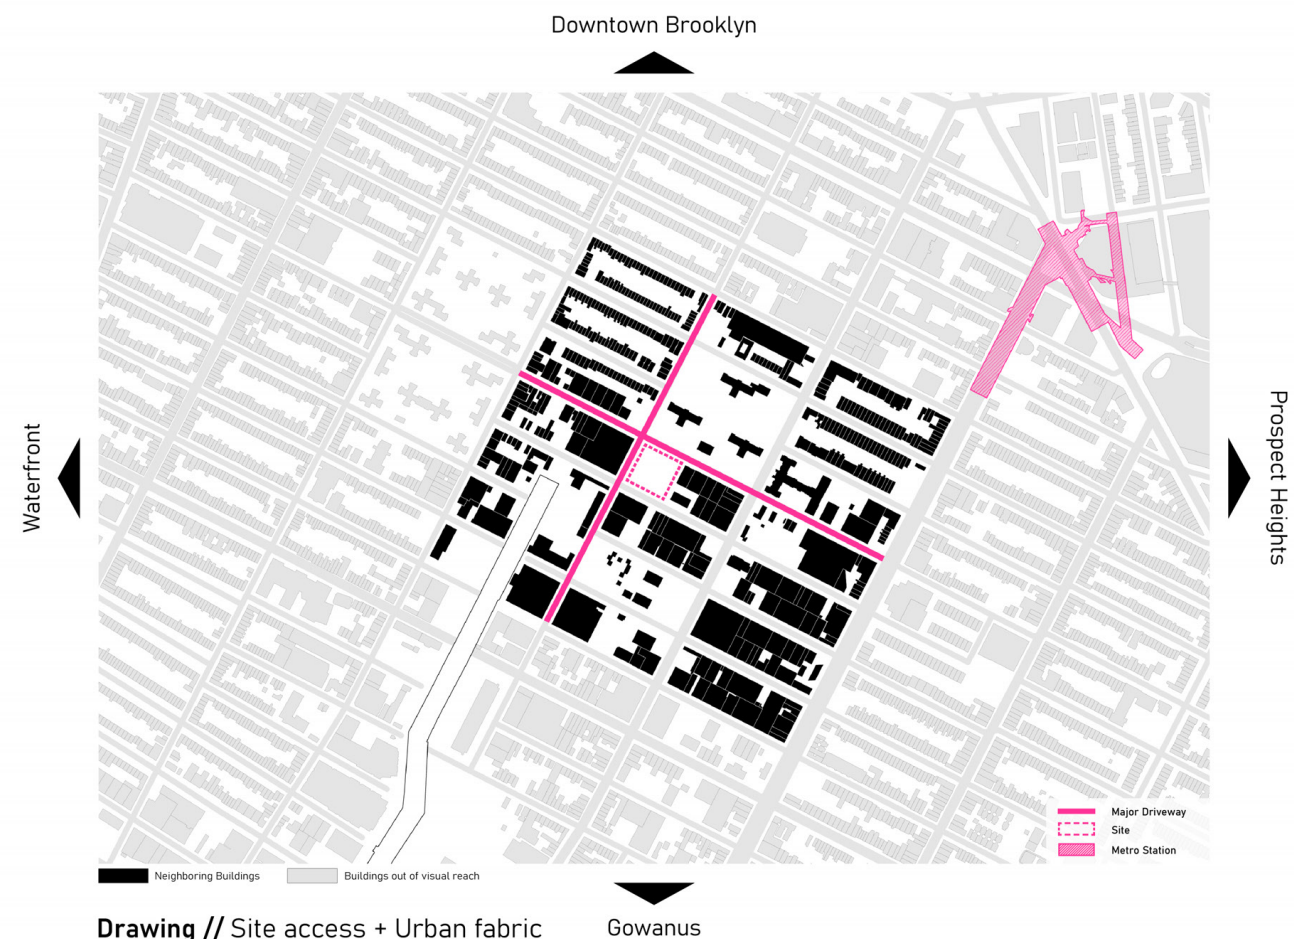 Downtown Brooklyn
Waterfront
Prospect Heights
Major Driveway
Site
Metro Station
Neighboring Buildings
Buildings out of visual reach
Drawing // Site access + Urban fabric
Gowanus